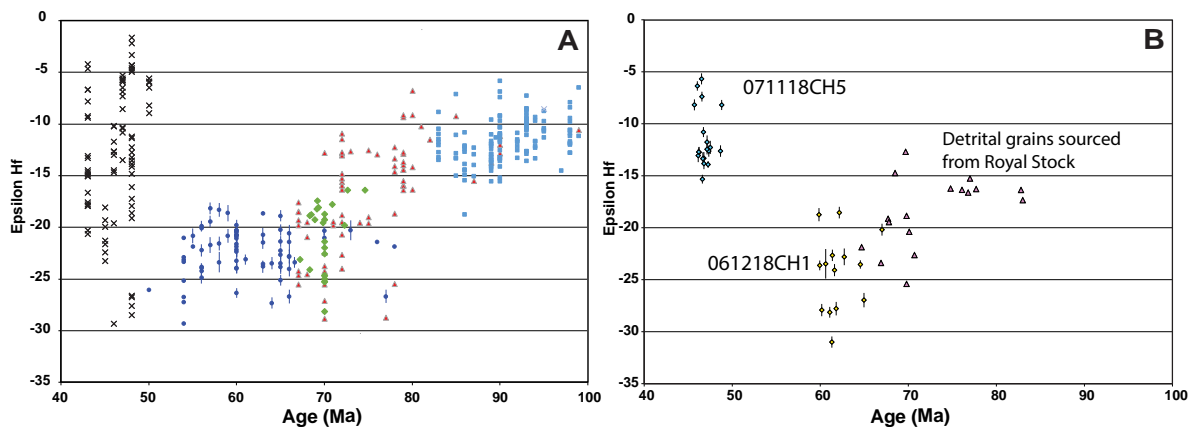 A
0
-5
-10
-15
-20
-25
-30
-35
Epsilon Hf
40 50 60 70 80 90 100
Age (Ma)
B
0
-5
-10
-15
-20
-25
-30
-35
Epsilon Hf
071118CH5
Detrital grains sourced
from Royal Stock
061218CH1
40 50 60 70 80 90 100
Age (Ma)